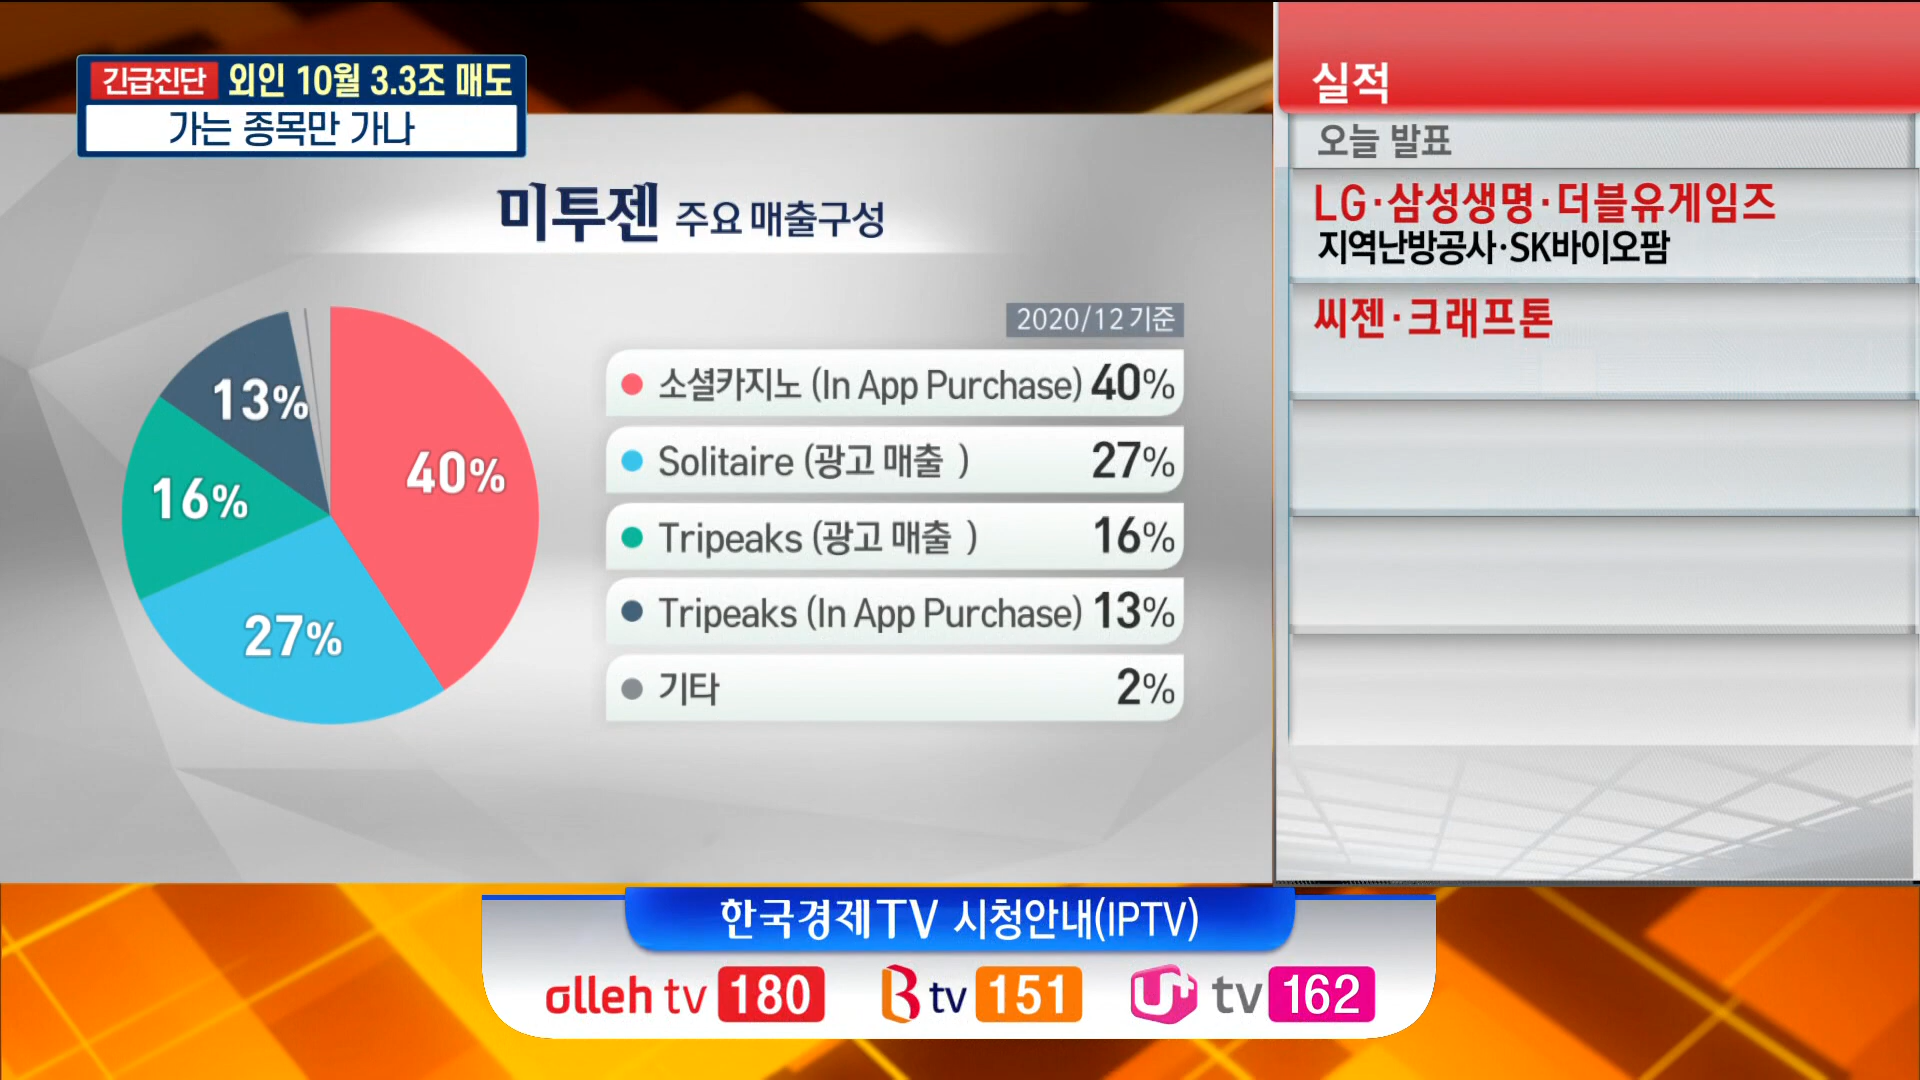 긴급진단 외인 10월 3.3조 매도
가는 종목만 가나
미투젠 주요 매출구성
2020/12 기준
40%
27%
16%
13%
소셜카지노 (In App Purchase) 40%
Solitaire (광고 매출 ) 27%
Tripeaks (광고 매출 ) 16%
Tripeaks (In App Purchase) 13%
기타 2%
실적
오늘 발표
LG·삼성생명·더블유게임즈
지역난방공사·SK바이오팜
씨젠·크래프톤
한국경제TV 시청안내(IPTV)
olleh tv 180 B tv 151 U+ tv 162